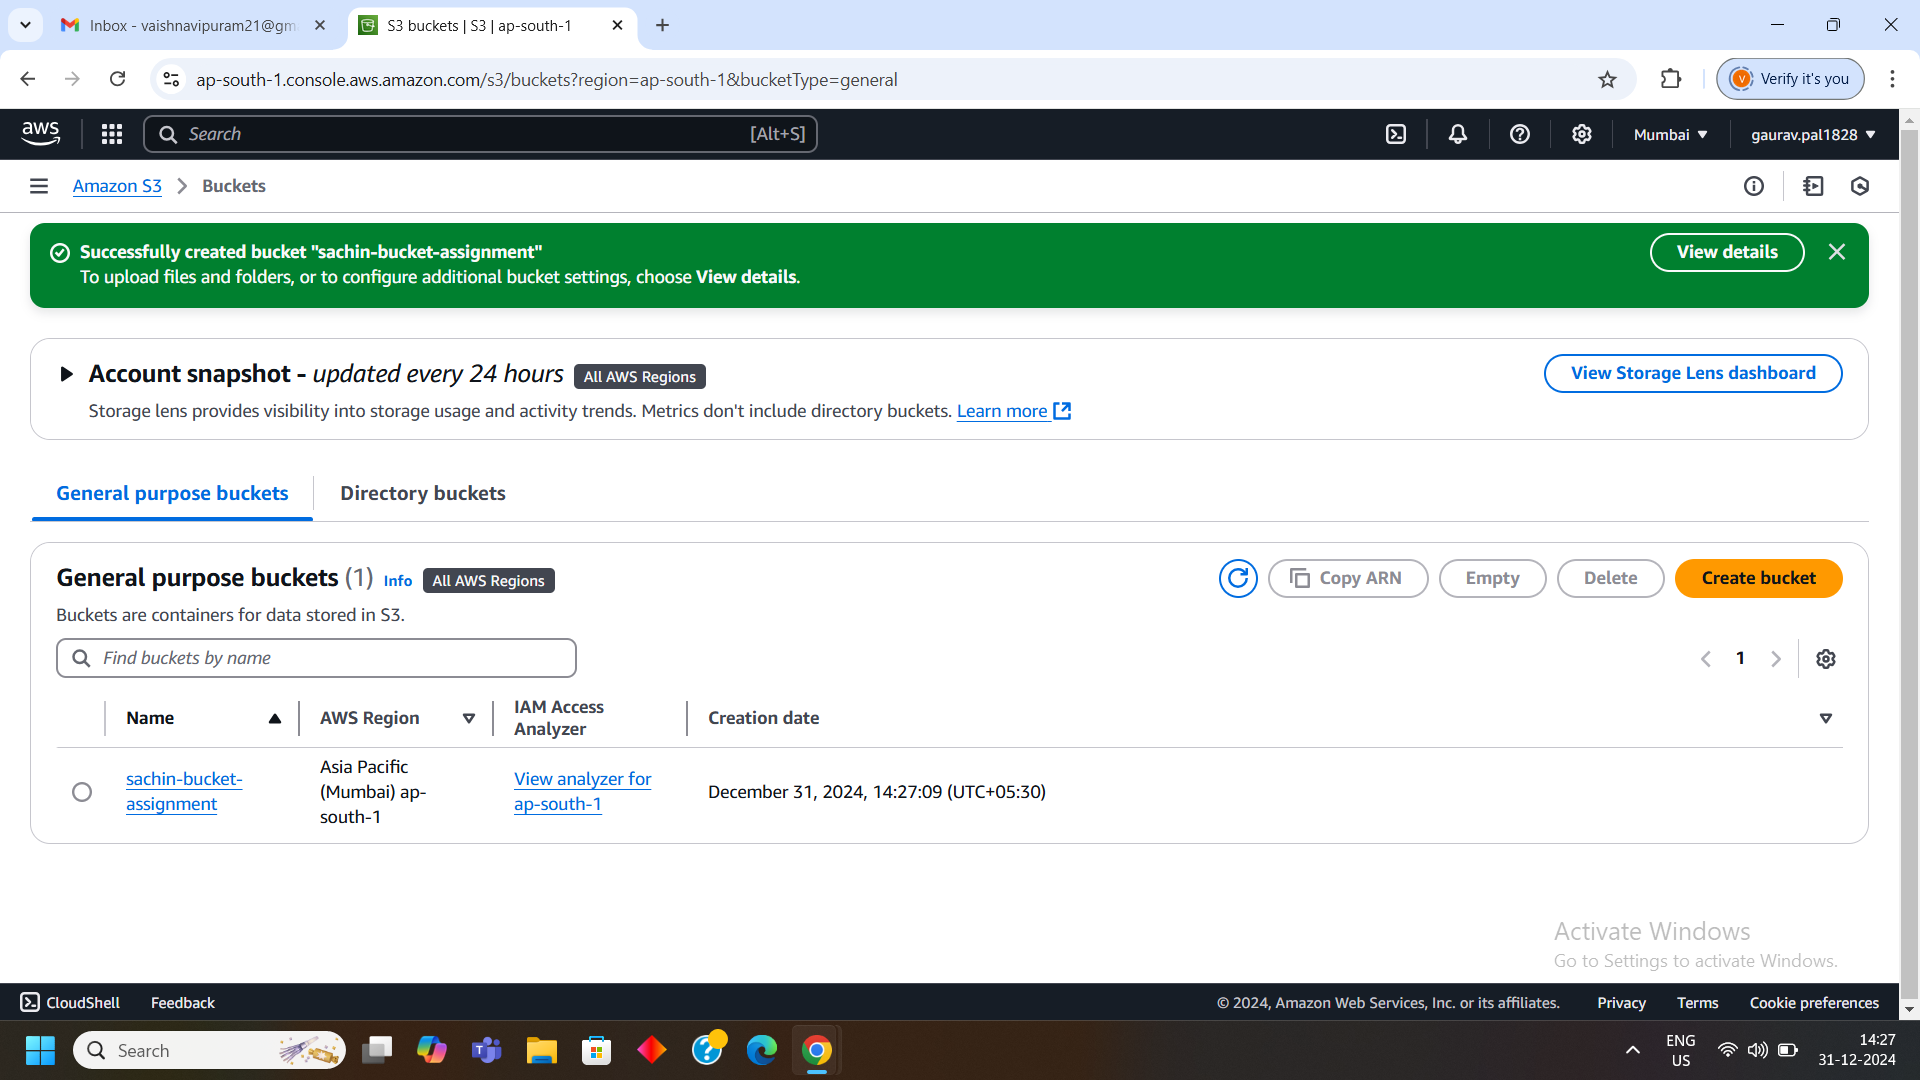 Inbox - vaishnavipuram21@gm
S3 buckets | S3 | ap-south-1
ap-south-1.console.aws.amazon.com/s3/buckets?region=ap-south-1&bucketType=general
V
Verify it's you
aws
Search
[Alt+S]
Mumbai
gaurav.pal1828
Amazon S3
Buckets
Successfully created bucket "sachin-bucket-assignment"
To upload files and folders, or to configure additional bucket settings, choose View details.
View details
Account snapshot - updated every 24 hours
All AWS Regions
View Storage Lens dashboard
Storage lens provides visibility into storage usage and activity trends. Metrics don't include directory buckets. Learn more
General purpose buckets
Directory buckets
General purpose buckets (1)
Info
All AWS Regions
Copy ARN
Empty
Delete
Create bucket
Buckets are containers for data stored in S3.
Find buckets by name
1
Name
AWS Region
IAM Access
Analyzer
Creation date
sachin-bucket-
assignment
Asia Pacific
(Mumbai) ap-
south-1
View analyzer for
ap-south-1
December 31, 2024, 14:27:09 (UTC+05:30)
Activate Windows
Go to Settings to activate Windows.
CloudShell
Feedback
© 2024, Amazon Web Services, Inc. or its affiliates.
Privacy
Terms
Cookie preferences
Search
ENG
US
14:27
31-12-2024